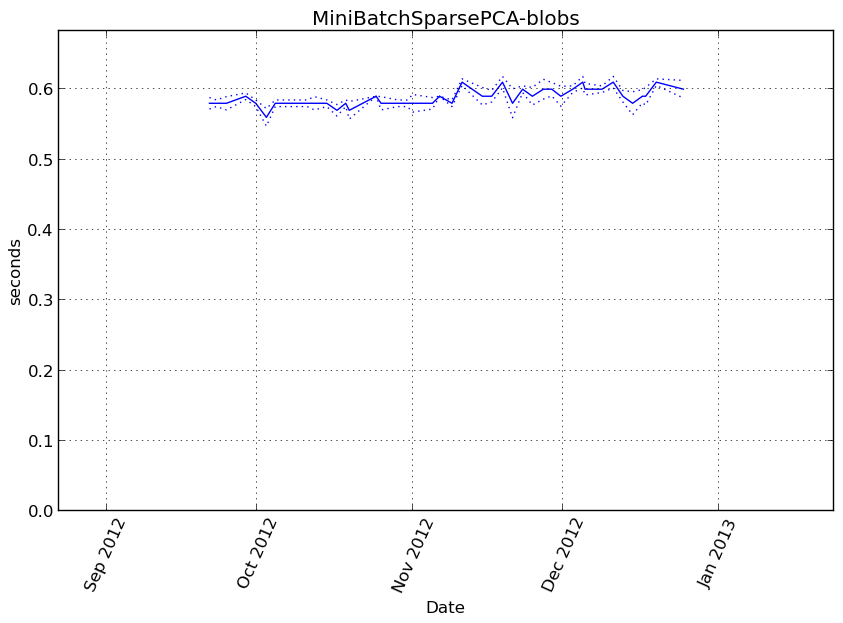 MiniBatchSparsePCA-blobs
0.6
0.5
0.4
0.3
0.2
0.1
0.0
seconds
Sep 2012
Oct 2012
Nov 2012
Dec 2012
Jan 2013
Date